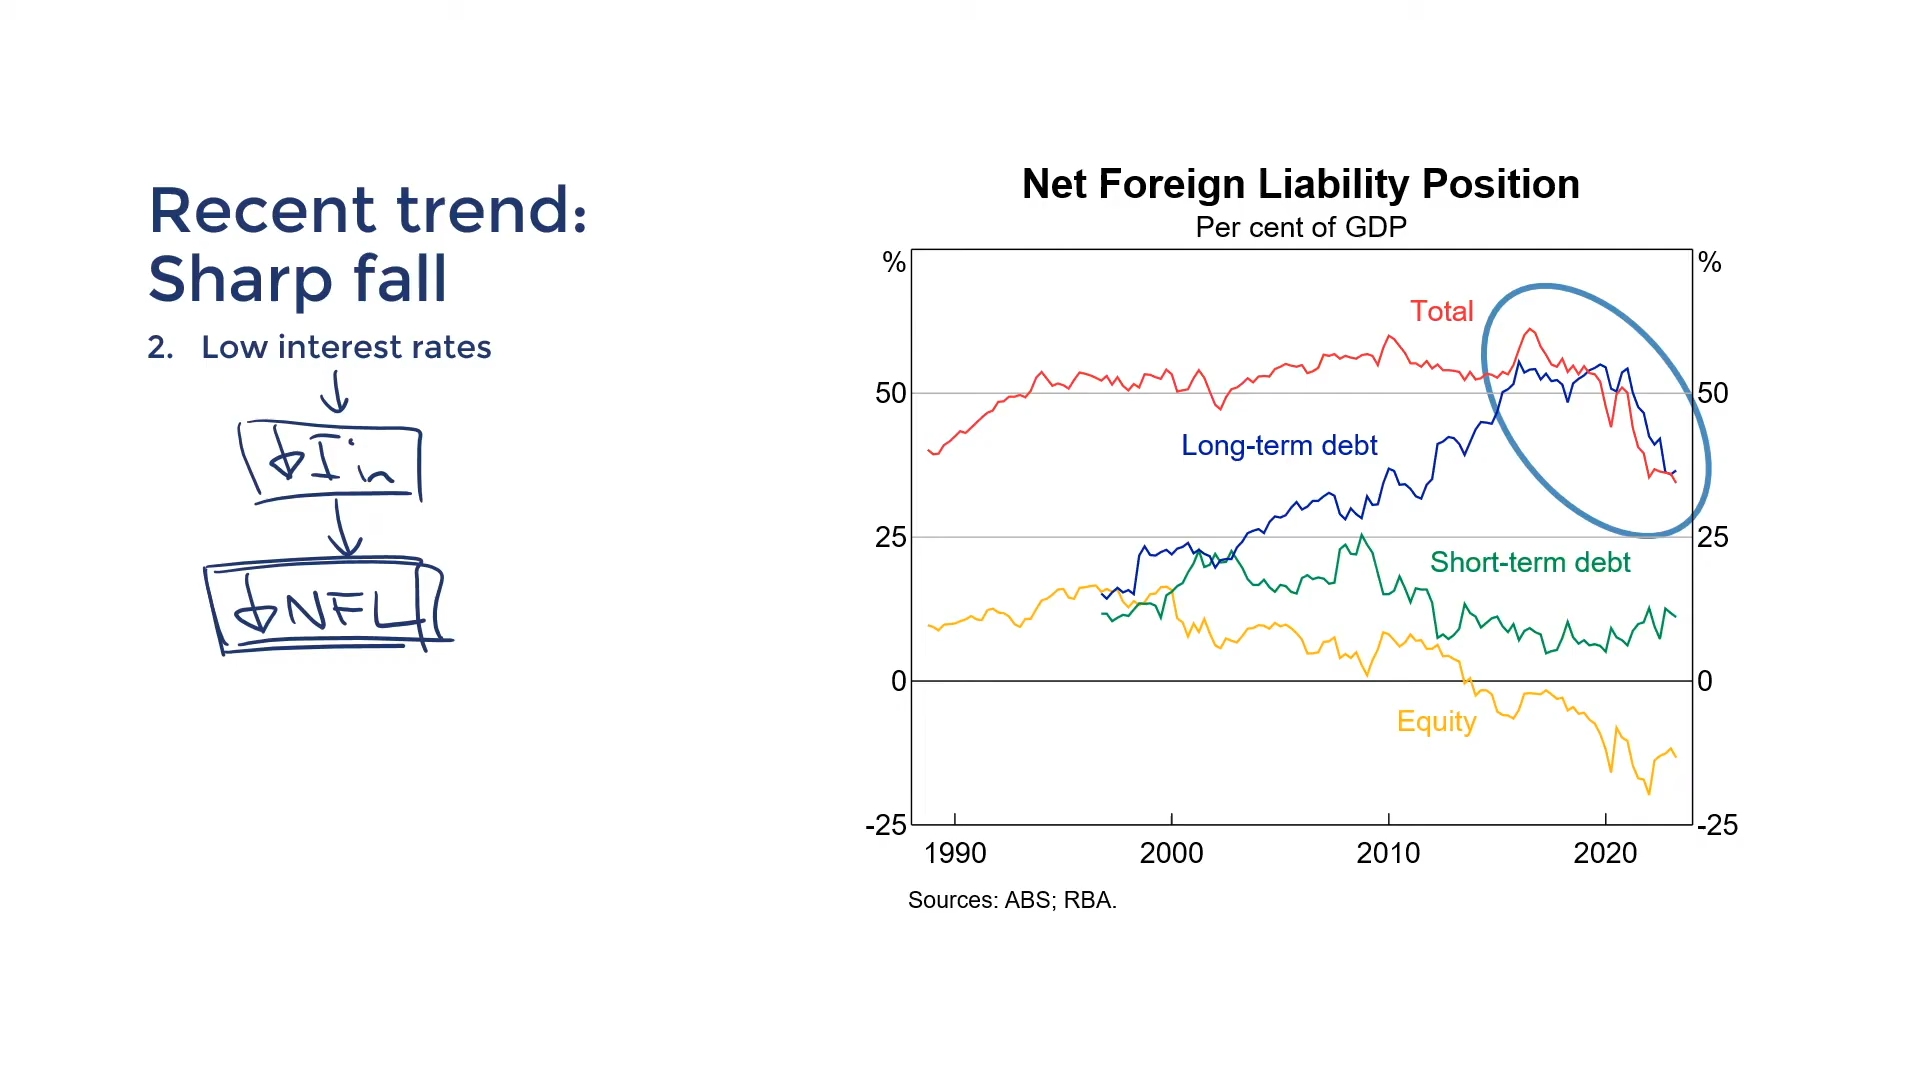 Recent trend:
Sharp fall
2. Low interest rates
↓ I in
↓ NFL
Net Foreign Liability Position
Per cent of GDP
% %
Total
50 50
Long-term debt
25 25
Short-term debt
0 0
Equity
-25 -25
1990 2000 2010 2020
Sources: ABS; RBA.